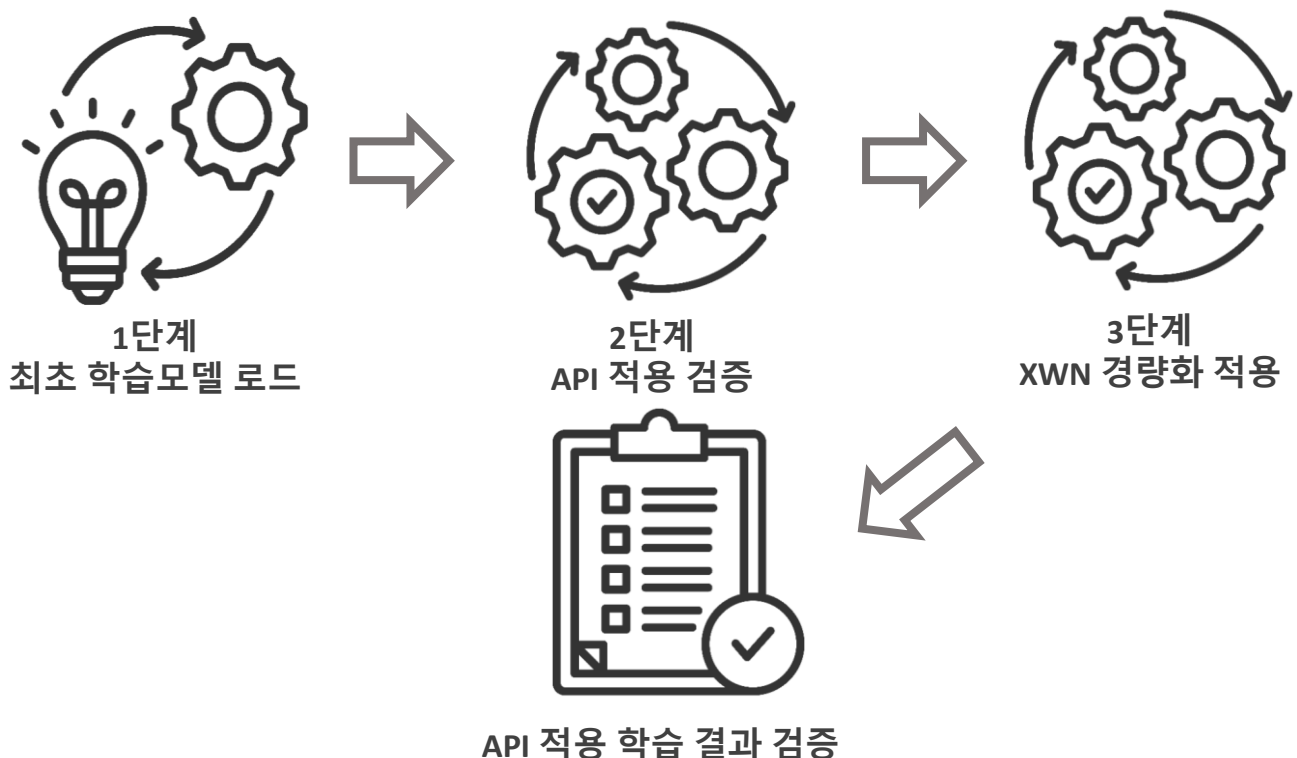 1단계
최초 학습모델 로드
2단계
API 적용 검증
3단계
XWN 경량화 적용
API 적용 학습 결과 검증